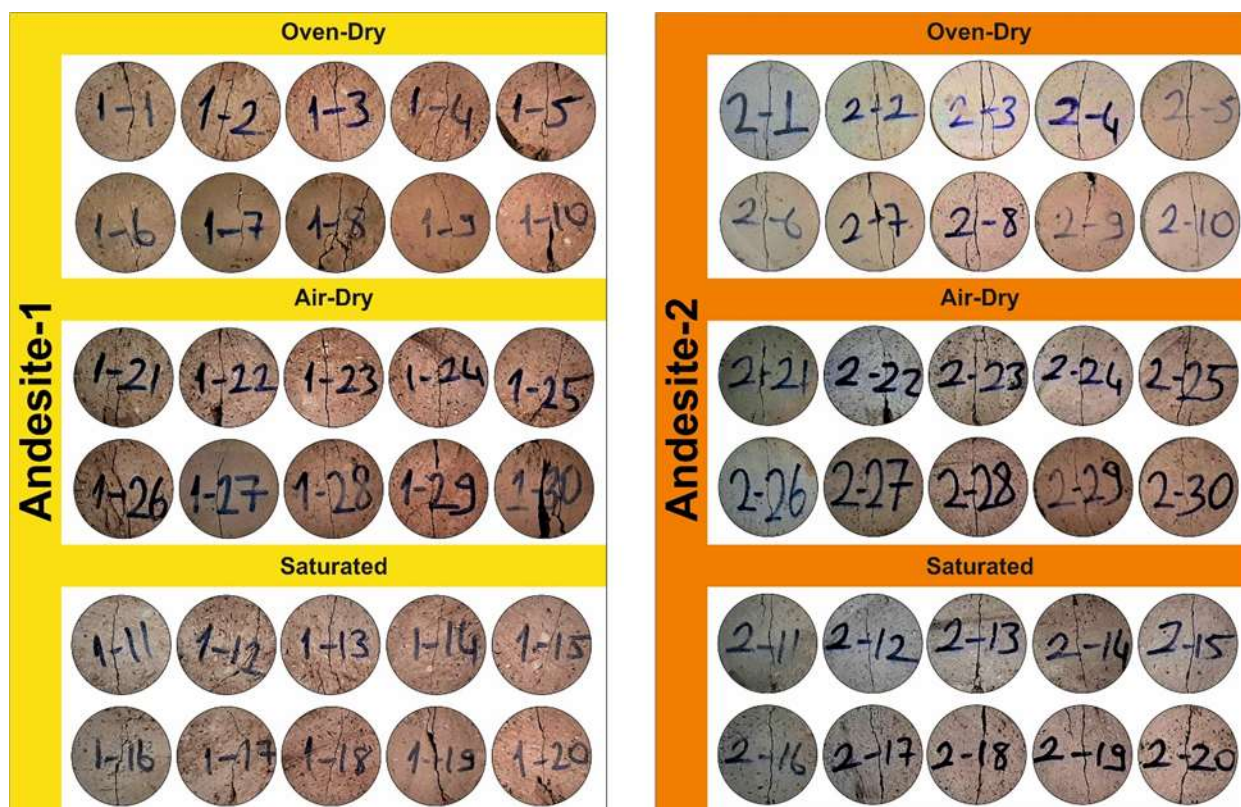 Andesite-1
Oven-Dry
1-1 1-2 1-3 1-4 1-5
1-6 1-7 1-8 1-9 1-10
Air-Dry
1-21 1-22 1-23 1-24 1-25
1-26 1-27 1-28 1-29 1-30
Saturated
1-11 1-12 1-13 1-14 1-15
1-16 1-17 1-18 1-19 1-20
Andesite-2
Oven-Dry
2-1 2-2 2-3 2-4 2-5
2-6 2-7 2-8 2-9 2-10
Air-Dry
2-21 2-22 2-23 2-24 2-25
2-26 2-27 2-28 2-29 2-30
Saturated
2-11 2-12 2-13 2-14 2-15
2-16 2-17 2-18 2-19 2-20